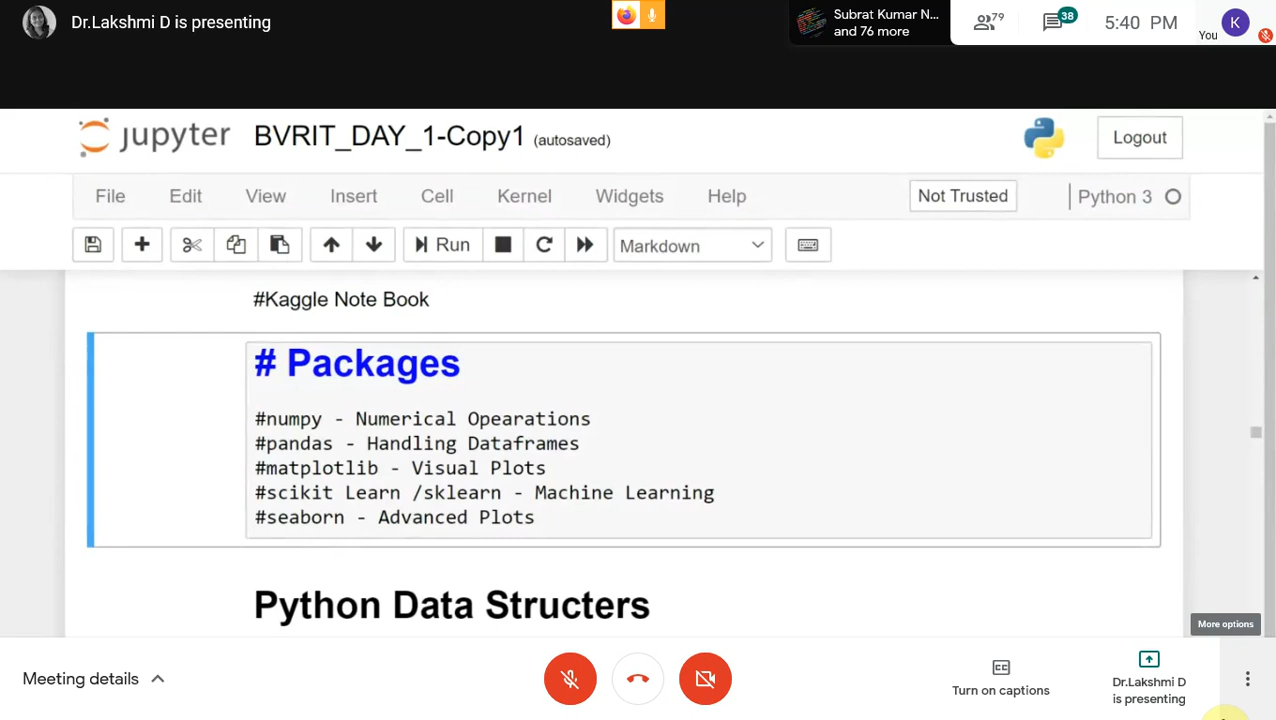 Dr.Lakshmi D is presenting
Subrat Kumar N...
and 76 more
79
38
5:40 PM
You
K
jupyter
BVRIT_DAY_1-Copy1 (autosaved)
Logout
File Edit View Insert Cell Kernel Widgets Help
Not Trusted
Python 3
Run
Markdown
#Kaggle Note Book
# Packages
#numpy - Numerical Opearations
#pandas - Handling Dataframes
#matplotlib - Visual Plots
#scikit Learn /sklearn - Machine Learning
#seaborn - Advanced Plots
Python Data Structers
More options
Meeting details
CC
Turn on captions
Dr.Lakshmi D
is presenting